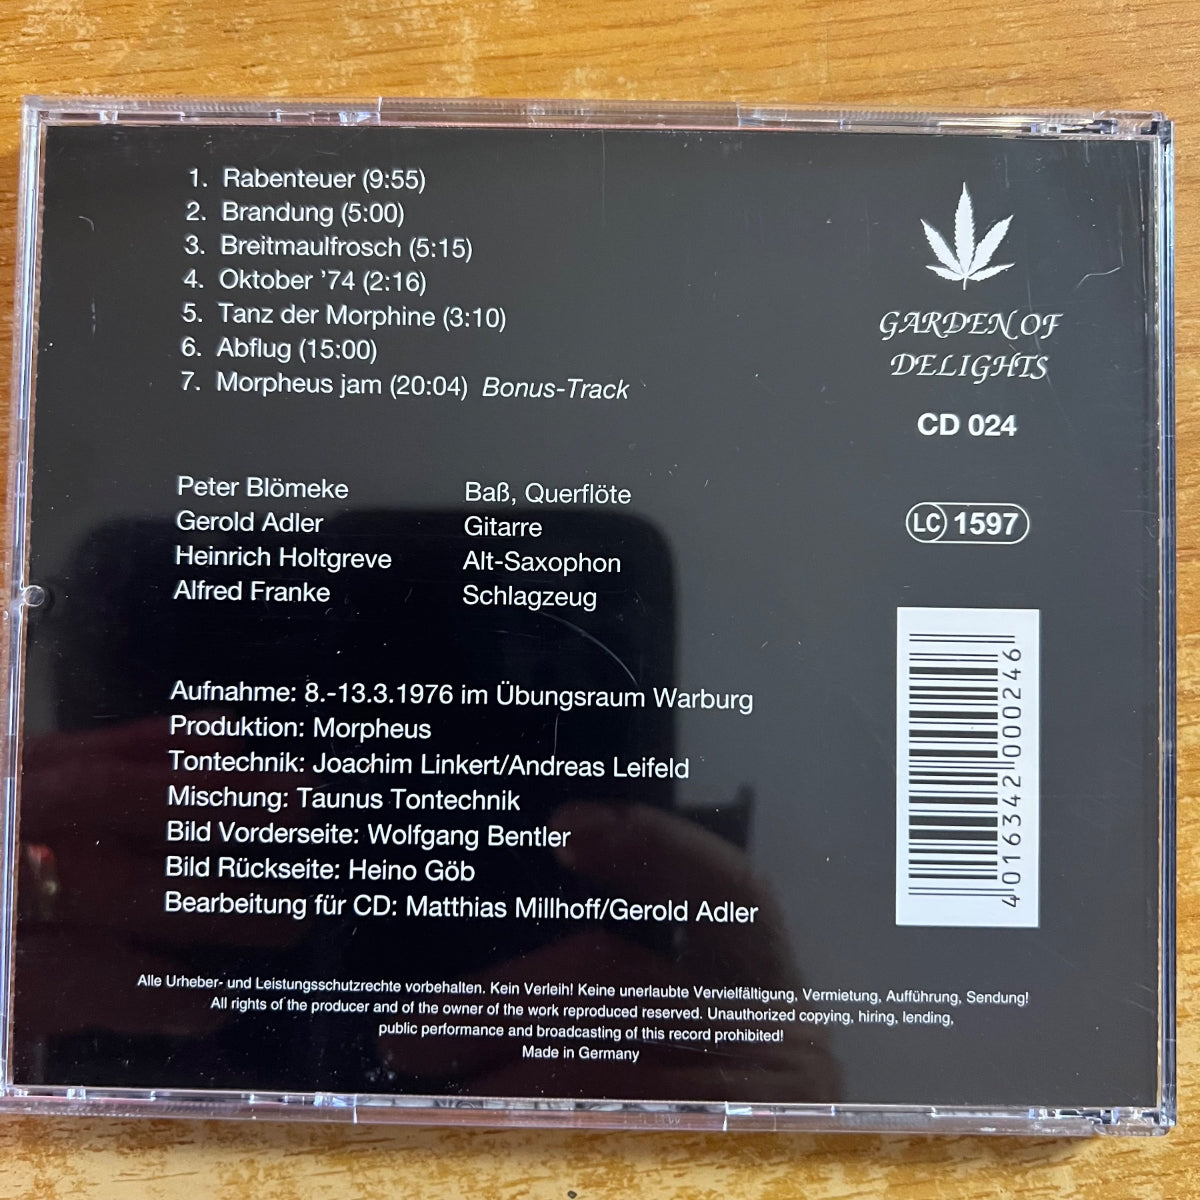 1. Rabenteuer (9:55)
2. Brandung (5:00)
3. Breitmaulfrosch (5:15)
4. Oktober ’74 (2:16)
5. Tanz der Morphine (3:10)
6. Abflug (15:00)
7. Morpheus jam (20:04) Bonus-Track
GARDEN OF
DELIGHTS
CD 024
LC 1597
Peter Blömeke Baß, Querflöte
Gerold Adler Gitarre
Heinrich Holtgreve Alt-Saxophon
Alfred Franke Schlagzeug
Aufnahme: 8.-13.3.1976 im Übungsraum Warburg
Produktion: Morpheus
Tontechnik: Joachim Linkert/Andreas Leifeld
Mischung: Taunus Tontechnik
Bild Vorderseite: Wolfgang Bentler
Bild Rückseite: Heino Göb
Bearbeitung für CD: Matthias Millhoff/Gerold Adler
4 016342 000246
Alle Urheber- und Leistungsschutzrechte vorbehalten. Kein Verleih! Keine unerlaubte Vervielfältigung, Vermietung, Aufführung, Sendung!
All rights of the producer and of the owner of the work reproduced reserved. Unauthorized copying, hiring, lending,
public performance and broadcasting of this record prohibited!
Made in Germany